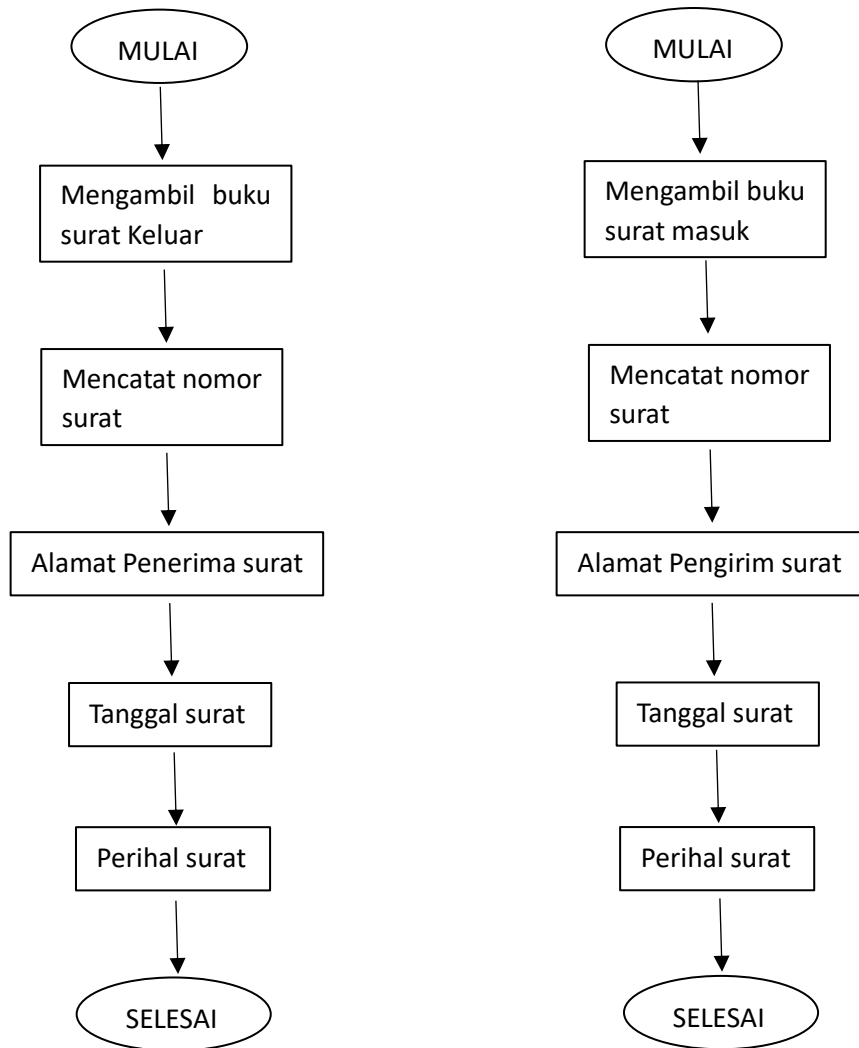 MULAI
Mengambil buku
surat Keluar
Mencatat nomor
surat
Alamat Penerima surat
Tanggal surat
Perihal surat
SELESAI
MULAI
Mengambil buku
surat masuk
Mencatat nomor
surat
Alamat Pengirim surat
Tanggal surat
Perihal surat
SELESAI